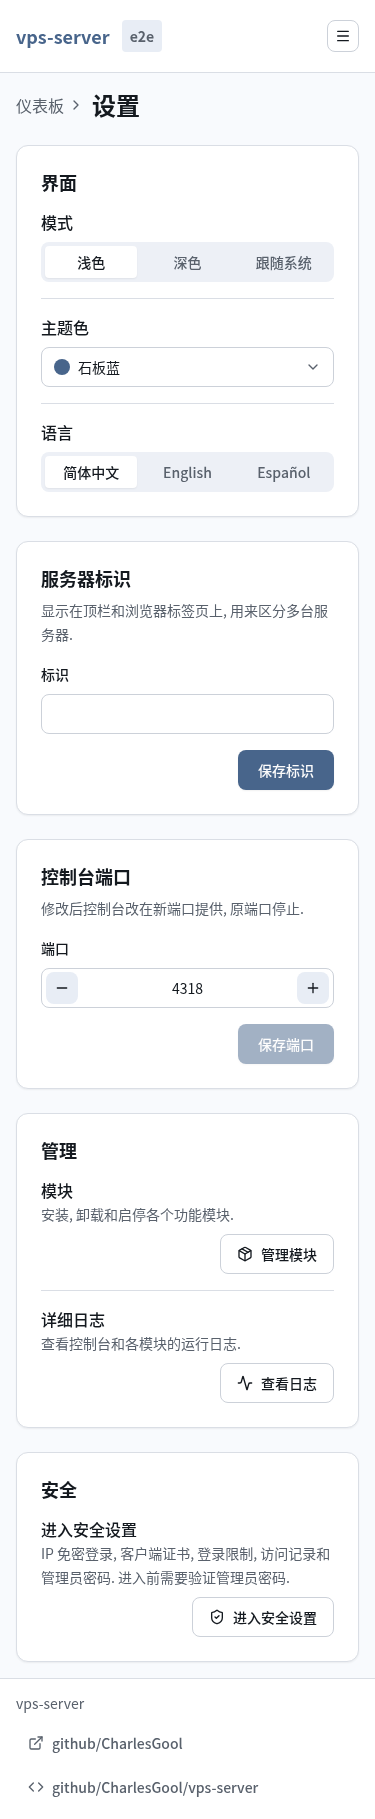 vps-server e2e
仪表板 设置
界面
模式
浅色 深色 跟随系统
主题色
石板蓝
语言
简体中文 English Español
服务器标识
显示在顶栏和浏览器标签页上, 用来区分多台服
务器.
标识
保存标识
控制台端口
修改后控制台改在新端口提供, 原端口停止.
端口
4318
保存端口
管理
模块
安装, 卸载和启停各个功能模块.
管理模块
详细日志
查看控制台和各模块的运行日志.
查看日志
安全
进入安全设置
IP 免密登录, 客户端证书, 登录限制, 访问记录和
管理员密码. 进入前需要验证管理员密码.
进入安全设置
vps-server
github/CharlesGool
github/CharlesGool/vps-server